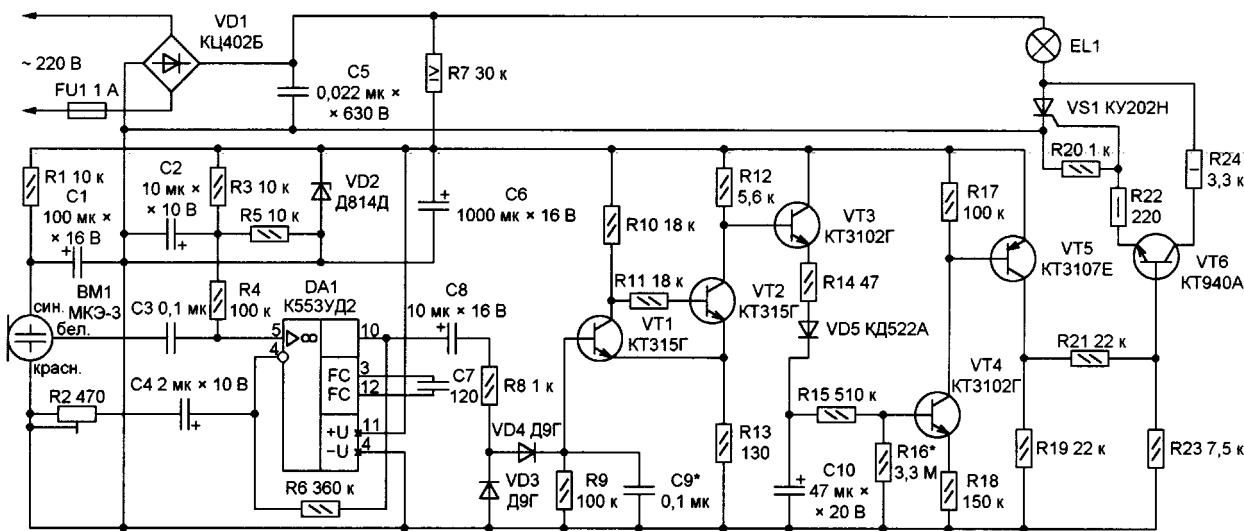 VD1
КЦ402Б
~ 220 В
FU1 1 А
C5
0,022 мк ×
× 630 В
R7 30 к
EL1
VS1 КУ202Н
R20 1 к
R24
3,3 к
R22
220
VT6
КТ940А
R1 10 к
C1
100 мк ×
× 16 В
C2
10 мк ×
× 10 В
R3 10 к
R5 10 к
VD2
Д814Д
C6
1000 мк × 16 В
R10 18 к
R12
5,6 к
VT3
КТ3102Г
R17
100 к
VT5
КТ3107Е
R11 18 к
VT2
КТ315Г
R14 47
VT1
КТ315Г
VD5 КД522А
BM1
МКЭ-3
син.
бел.
красн.
C3 0,1 мк
R4
100 к
DA1
К553УД2
C8
10 мк × 16 В
5
4
▷∞
10
FC 3
FC 12
+U 11
−U 4
C7
120
R8 1 к
R2 470
C4 2 мк × 10 В
R6 360 к
VD4 Д9Г
VD3
Д9Г
R9
100 к
C9*
0,1 мк
R13
130
R15 510 к
VT4
КТ3102Г
R21 22 к
C10
47 мк ×
× 20 В
R16*
3,3 М
R18
150 к
R19 22 к
R23 7,5 к